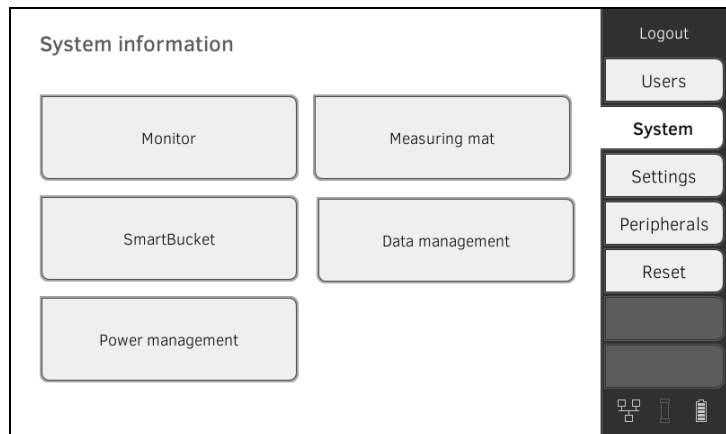 System information
Monitor
Measuring mat
SmartBucket
Data management
Power management
Logout
Users
System
Settings
Peripherals
Reset